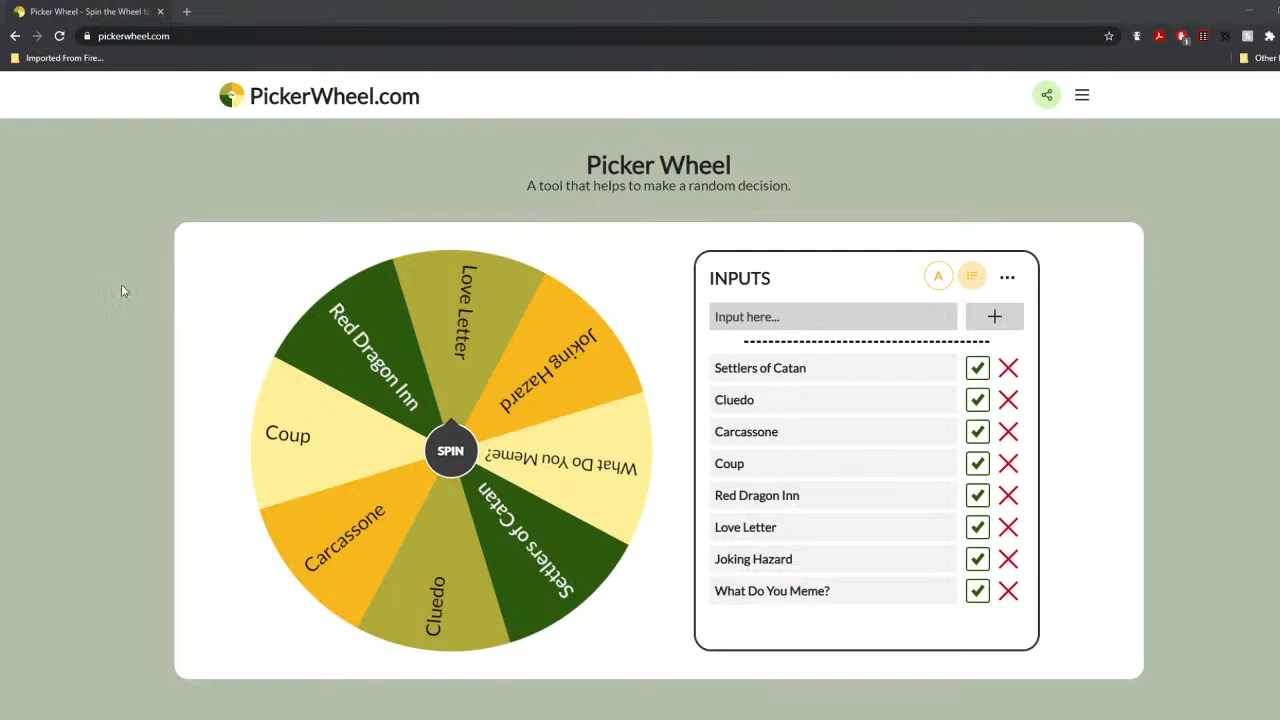 Picker Wheel - Spin the Wheel to
pickerwheel.com
Imported From Fire...
Other
PickerWheel.com
Picker Wheel
A tool that helps to make a random decision.
Love Letter
Joking Hazard
What Do You Meme?
Settlers of Catan
Cluedo
Carcassone
Coup
Red Dragon Inn
SPIN
INPUTS
A
Input here...
Settlers of Catan
Cluedo
Carcassone
Coup
Red Dragon Inn
Love Letter
Joking Hazard
What Do You Meme?